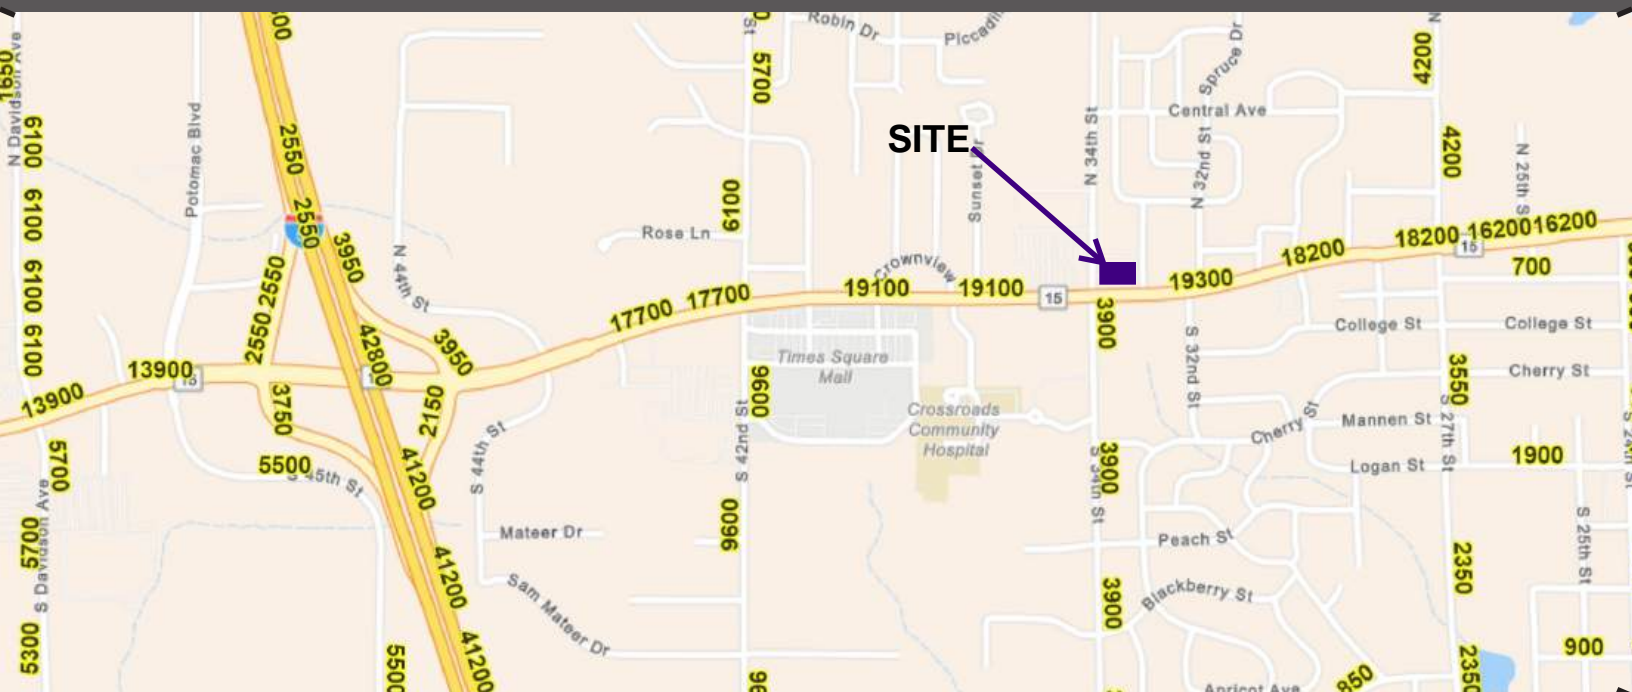 Robin Dr
N Davidson Ave
6100
6100
6100
6100
Potomac Blvd
2550
2550
3950
2550
2550
N 44th St
5700
6100
Rose Ln
SITE
Sunset Dr
Crownview
N 34th St
Central Ave
Spruce Dr
N 32nd St
4200
4200
N 25th S
17700
17700
19100
19100
15
19300
18200
18200
15
16200
16200
700
13900
13900
15
42800
3950
3750
2150
Times Square
Mall
9600
S 42nd St
9600
Crossroads
Community
Hospital
3900
3900
S 34th St
3900
S 32nd St
College St
College St
3550
Cherry St
Cherry St
Mannen St
S 27th St
Logan St
1900
5700
5700
S Davidson Ave
5300
5500
45th St
41200
41200
41200
S 44th St
Mateer Dr
Sam Mateer Dr
Peach St
Blackberry St
2350
S 25th St
900
850
Apricot Ave